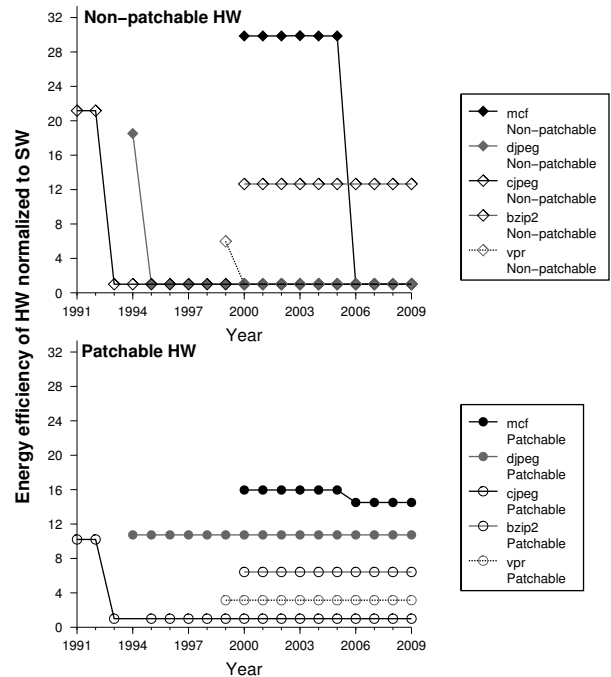 Energy efficiency of HW normalized to SW
Non-patchable HW
32
28
24
20
16
12
8
4
0
1991 1994 1997 2000 2003 2006 2009
Year
mcf
Non-patchable
djpeg
Non-patchable
cjpeg
Non-patchable
bzip2
Non-patchable
vpr
Non-patchable
Patchable HW
32
28
24
20
16
12
8
4
0
1991 1994 1997 2000 2003 2006 2009
Year
mcf
Patchable
djpeg
Patchable
cjpeg
Patchable
bzip2
Patchable
vpr
Patchable